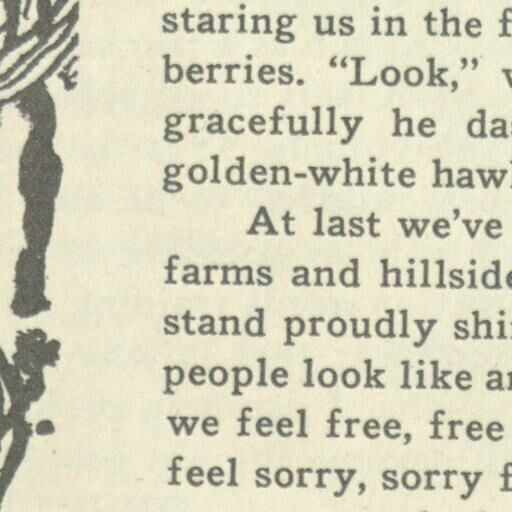 staring us in the f
berries. “Look,”
gracefully he da
golden-white haw
At last we’ve
farms and hillside
stand proudly shi
people look like a
we feel free, free
feel sorry, sorry f